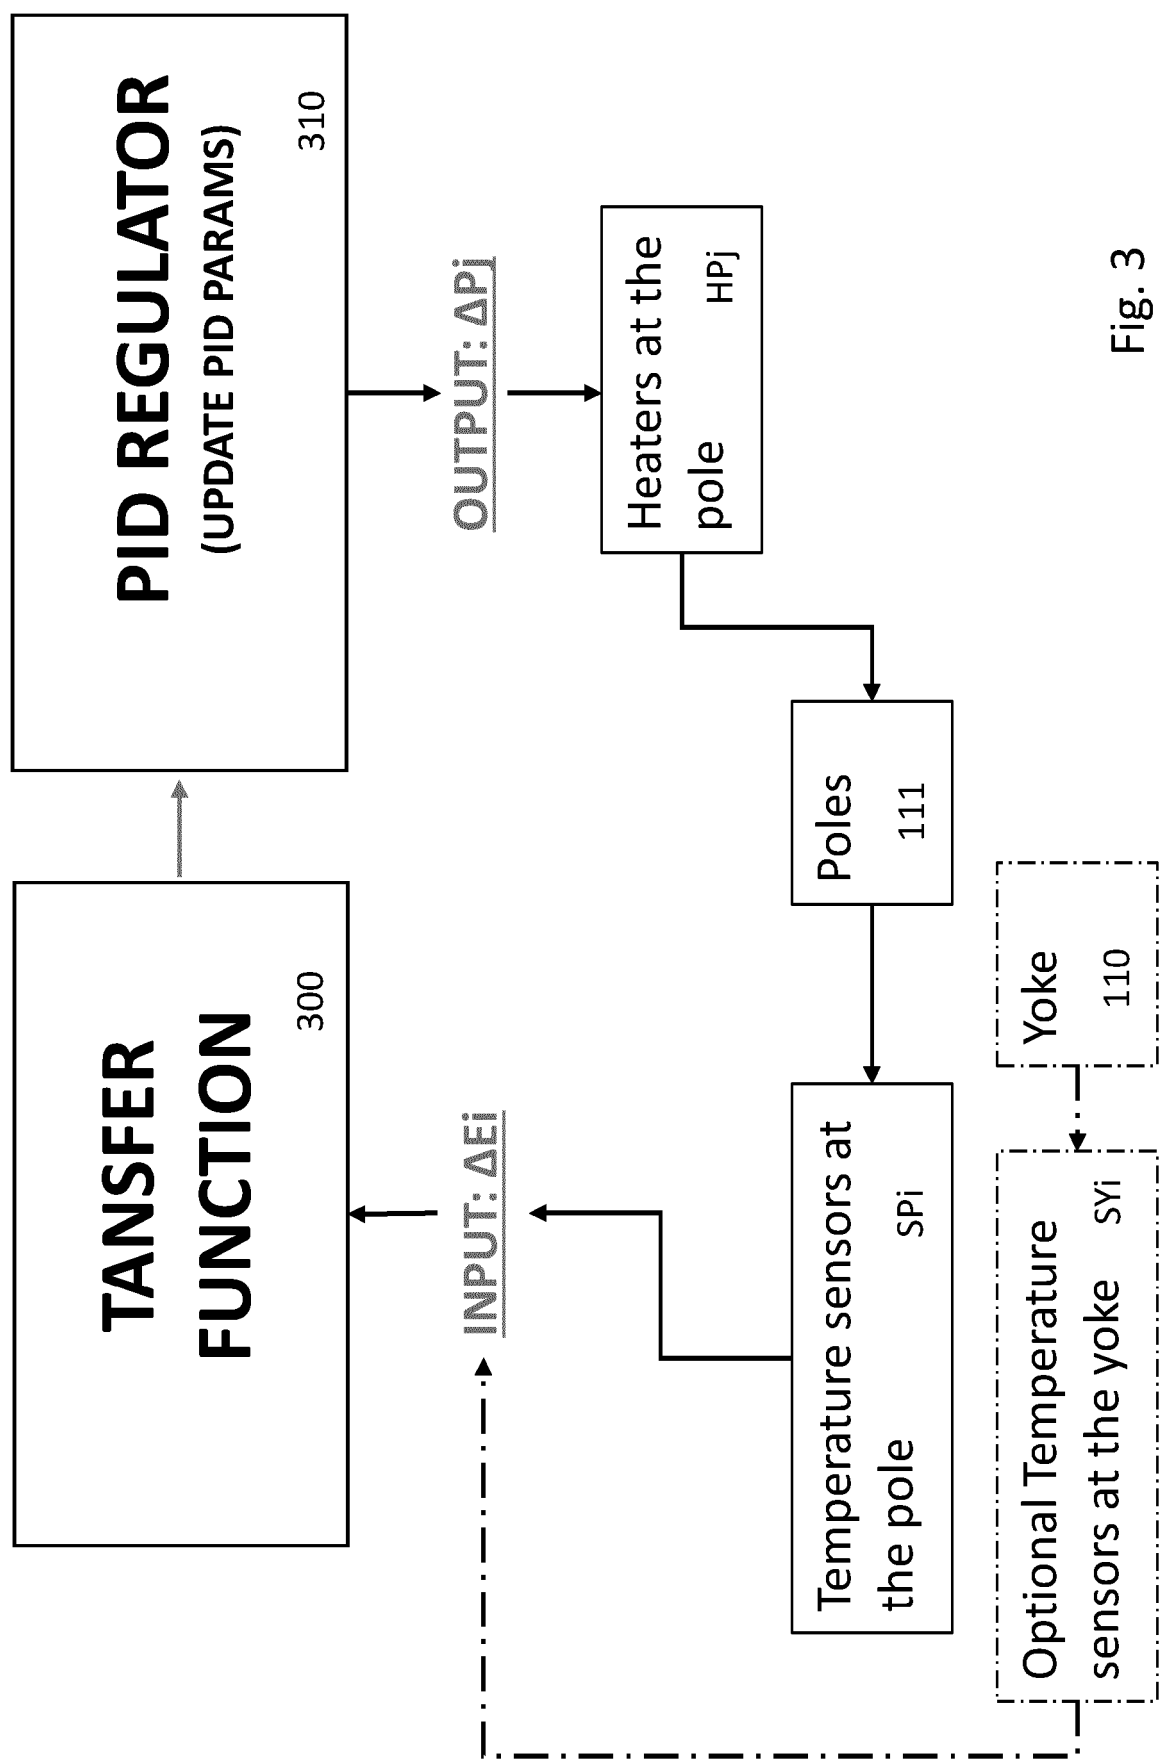 TANSFER
FUNCTION
300
PID REGULATOR
(UPDATE PID PARAMS)
310
INPUT: ΔEi
OUTPUT: ΔPj
Heaters at the
pole HPj
Temperature sensors at
the pole SPi
Poles
111
Optional Temperature
sensors at the yoke SYi
Yoke
110
Fig. 3